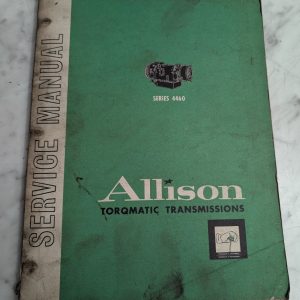 SERVICE MANUAL
SERIES 4460
Allison
TORQMATIC TRANSMISSIONS